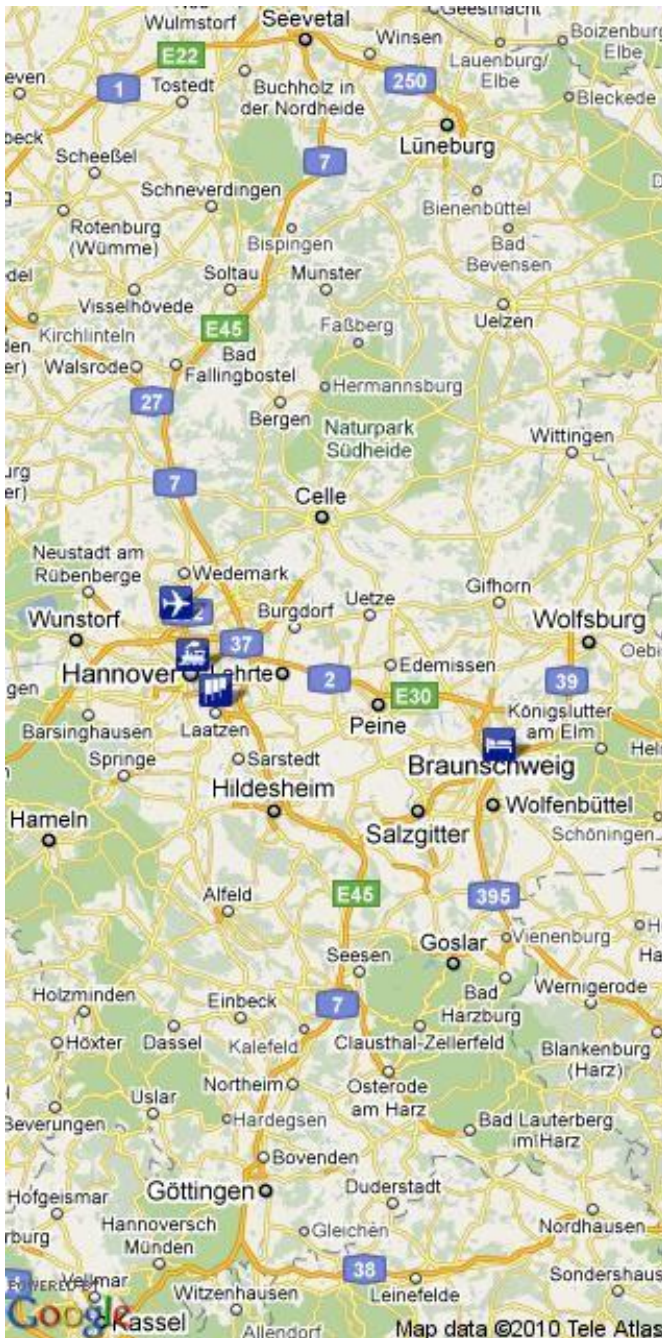 Wulmstorf
Seevetal
Geesthacht
Boizenburg
Elbe
E22
Winsen
Lauenburg/
Elbe
1
Tostedt
Buchholz in
der Nordheide
250
Bleckede
Lüneburg
Scheeßel
7
Schneverdingen
Bienenbüttel
Rotenburg
(Wümme)
Bispingen
Bad
Bevensen
Soltau
Munster
Visselhövede
Uelzen
Kirchlinteln
E45
Faßberg
Walsrode
Bad
Fallingbostel
Hermannsburg
27
Bergen
Naturpark
Südheide
Wittingen
7
Celle
Neustadt am
Rübenberge
Wedemark
Gifhorn
2
Burgdorf
Uetze
Wunstorf
Wolfsburg
37
Edemissen
Hannover
Lehrte
2
E30
39
Peine
Königslutter
am Elm
Barsinghausen
Laatzen
Springe
Sarstedt
Braunschweig
Hildesheim
Wolfenbüttel
Hameln
Salzgitter
Schöningen
Alfeld
E45
395
Goslar
Vienenburg
Seesen
Holzminden
Einbeck
7
Bad
Harzburg
Wernigerode
Höxter
Dassel
Kalefeld
Clausthal-Zellerfeld
Blankenburg
(Harz)
Northeim
Osterode
am Harz
Beverungen
Uslar
Hardegsen
Bad Lauterberg
im Harz
Bovenden
Göttingen
Duderstadt
Hofgeismar
Hannoversch
Münden
Gleichen
Nordhausen
38
POWERED BY
Vellmar
Witzenhausen
Leinefelde
Sondershaus
Google
Kassel
Allendorf
Map data ©2010 Tele Atlas